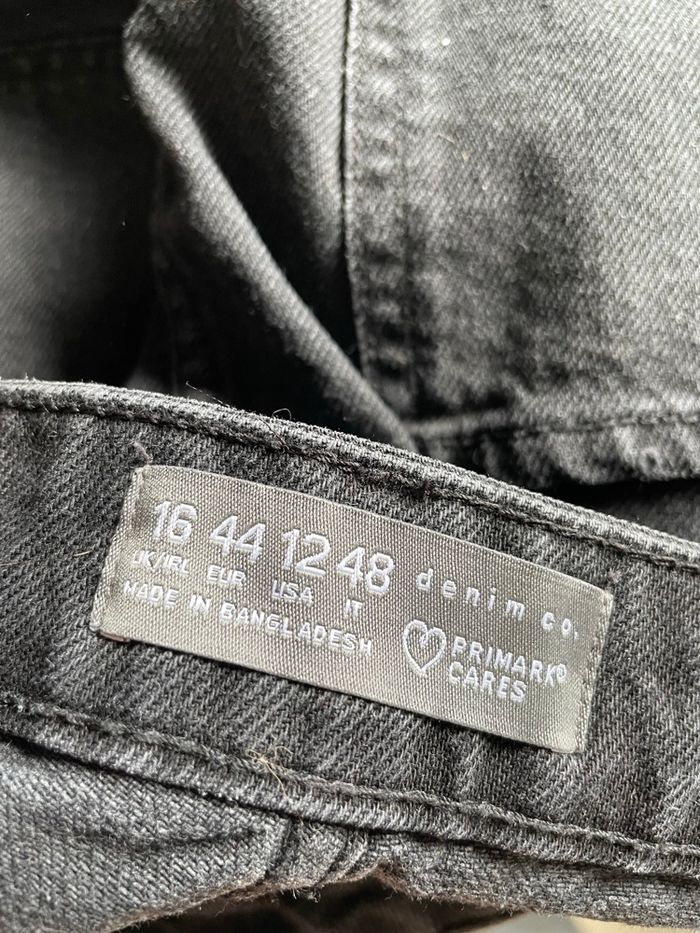 16 44 12 48 denim co.
UK/IRL EUR USA IT
MADE IN BANGLADESH
PRIMARK®
CARES